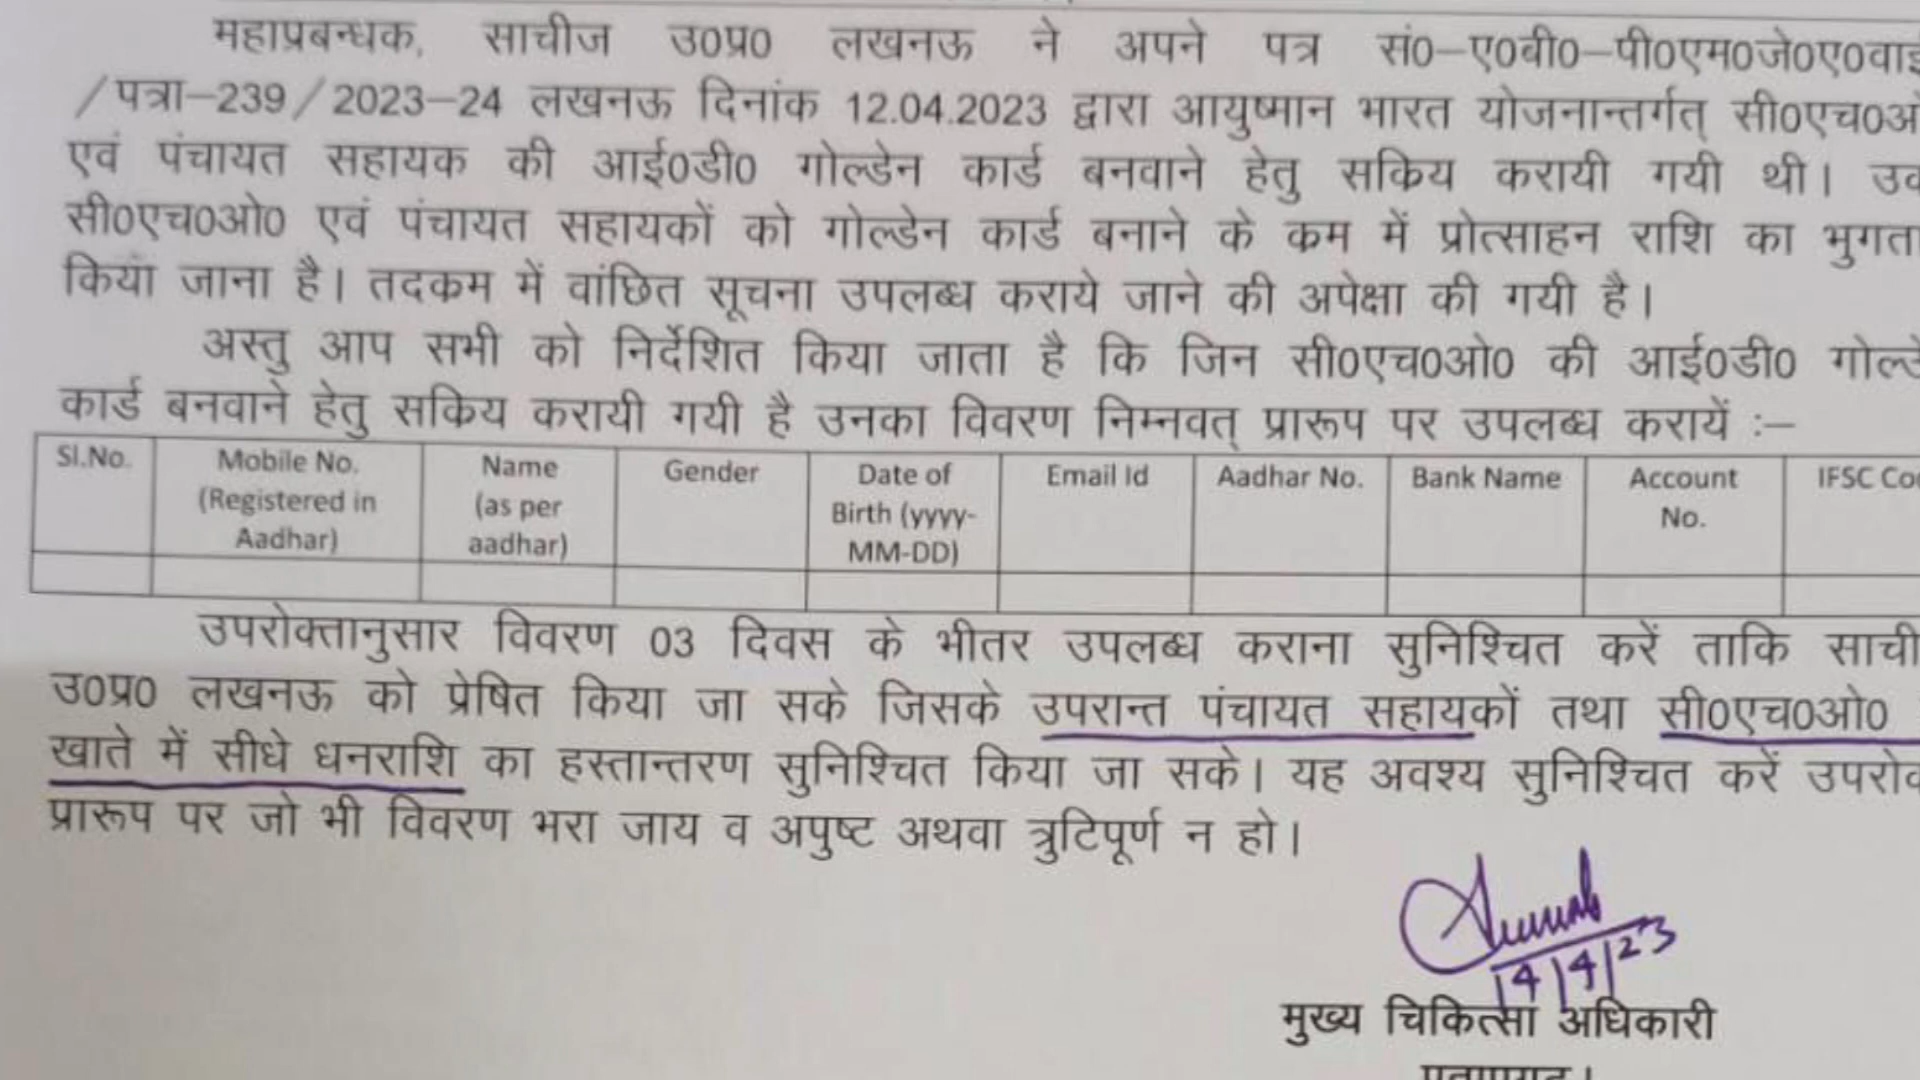 महाप्रबन्धक, साचीज उ0प्र0 लखनऊ ने अपने पत्र सं0–ए0बी0–पी0एम0जे0ए0वाई
/पत्रा–239/2023–24 लखनऊ दिनांक 12.04.2023 द्वारा आयुष्मान भारत योजनान्तर्गत् सी0एच0ओ
एवं पंचायत सहायक की आई0डी0 गोल्डेन कार्ड बनवाने हेतु सकिय करायी गयी थी।
सी0एच0ओ0 एवं पंचायत सहायकों को गोल्डेन कार्ड बनाने के कम में प्रोत्साहन राशि का भुगता
किया जाना है। तदकम में वांछित सूचना उपलब्ध कराये जाने की अपेक्षा की गयी है।
अस्तु आप सभी को निर्देशित किया जाता है कि जिन सी0एच0ओ0 की आई0डी0 गोल्डे
कार्ड बनवाने हेतु सकिय करायी गयी है उनका विवरण निम्नवत् प्रारूप पर उपलब्ध करायें :–
Sl.No. Mobile No. (Registered in Aadhar) Name (as per aadhar) Gender Date of Birth (yyyy-MM-DD) Email Id Aadhar No. Bank Name Account No. IFSC Co
उपरोक्तानुसार विवरण 03 दिवस के भीतर उपलब्ध कराना सुनिश्चित करें ताकि साची
उ0प्र0 लखनऊ को प्रेषित किया जा सके जिसके उपरान्त पंचायत सहायकों तथा सी0एच0ओ0
खाते में सीधे धनराशि का हस्तान्तरण सुनिश्चित किया जा सके। यह अवश्य सुनिश्चित करें उपरोक
प्रारूप पर जो भी विवरण भरा जाय व अपुष्ट अथवा त्रुटिपूर्ण न हो।
14/4/23
मुख्य चिकित्सा अधिकारी